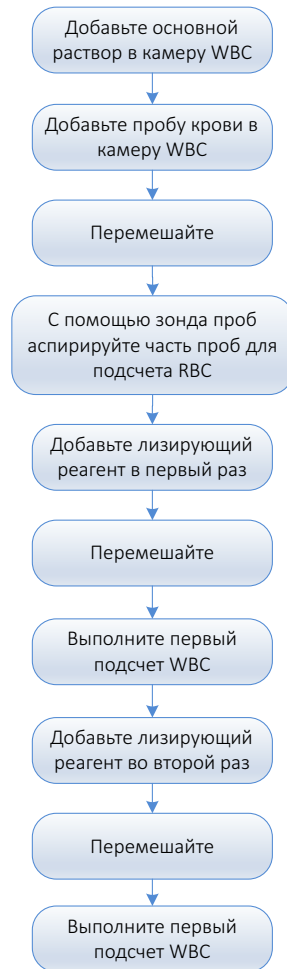 Добавьте основной
раствор в камеру WBC
Добавьте пробу крови в
камеру WBC
Перемешайте
С помощью зонда проб
аспирируйте часть проб для
подсчета RBC
Добавьте лизирующий
реагент в первый раз
Перемешайте
Выполните первый
подсчет WBC
Добавьте лизирующий
реагент во второй раз
Перемешайте
Выполните первый
подсчет WBC